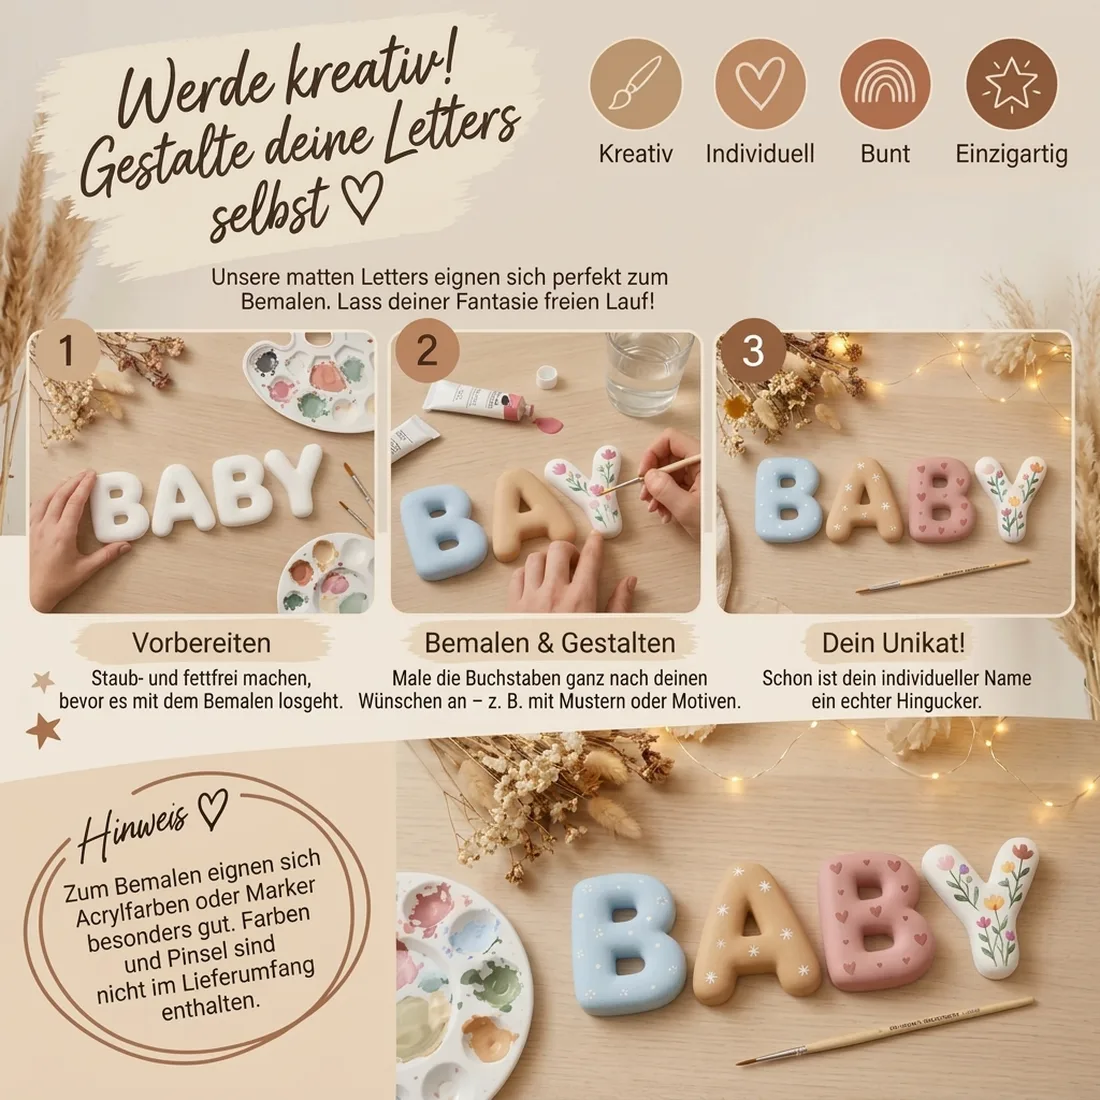 Werde kreativ!
Gestalte deine Letters
selbst ♡
Kreativ
Individuell
Bunt
Einzigartig
Unsere matten Letters eignen sich perfekt zum
Bemalen. Lass deiner Fantasie freien Lauf!
1
BABY
2
BAY
3
BABY
Vorbereiten
Staub- und fettfrei machen,
bevor es mit dem Bemalen losgeht.
Bemalen & Gestalten
Male die Buchstaben ganz nach deinen
Wünschen an – z. B. mit Mustern oder Motiven.
Dein Unikat!
Schon ist dein individueller Name
ein echter Hingucker.
Hinweis ♡
Zum Bemalen eignen sich
Acrylfarben oder Marker
besonders gut. Farben
und Pinsel sind
nicht im Lieferumfang
enthalten.
BABY